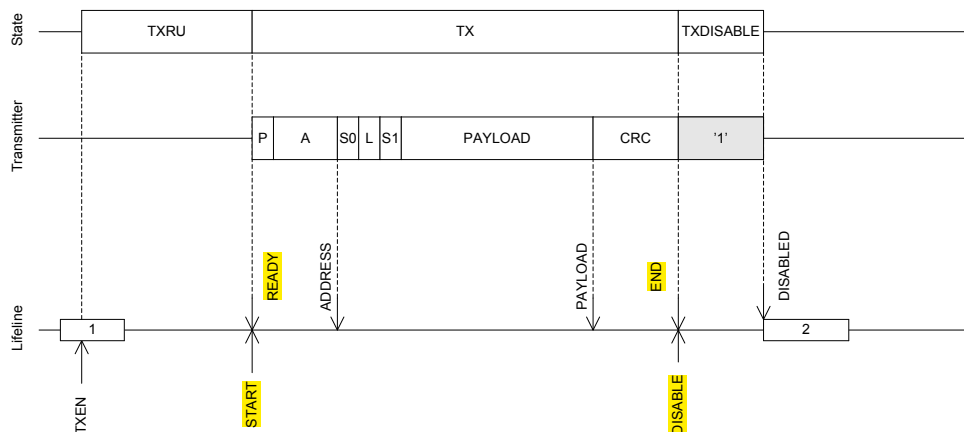 State
TXRU
TX
TXDISABLE
Transmitter
P
A
S0
L
S1
PAYLOAD
CRC
'1'
Lifeline
READY
ADDRESS
PAYLOAD
END
DISABLED
1
2
TXEN
START
DISABLE